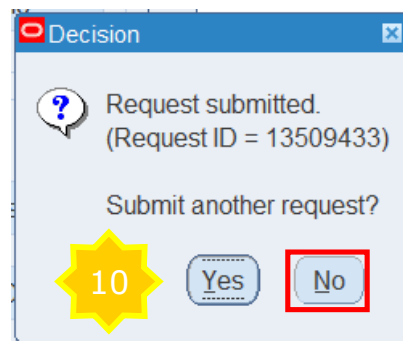 Decision
Request submitted.
(Request ID = 13509433)
Submit another request?
10
Yes
No